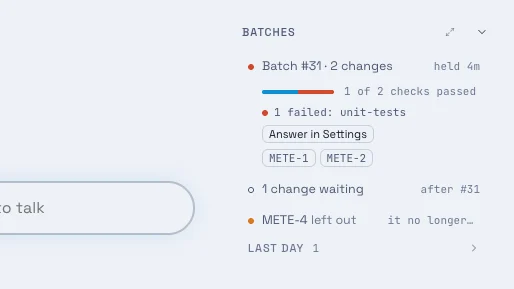 BATCHES
Batch #31 · 2 changes held 4m
1 of 2 checks passed
1 failed: unit-tests
Answer in Settings
METE-1 METE-2
to talk
1 change waiting after #31
METE-4 left out it no longer…
LAST DAY 1